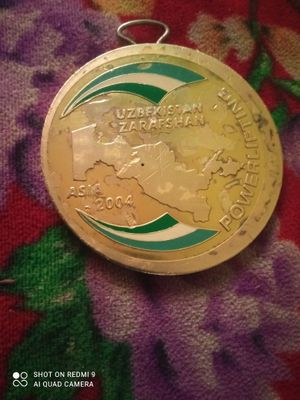 UZBEKISTAN
ZARAFSHAN
ASIA
-2004
POWERLIFTING
SHOT ON REDMI 9
AI QUAD CAMERA